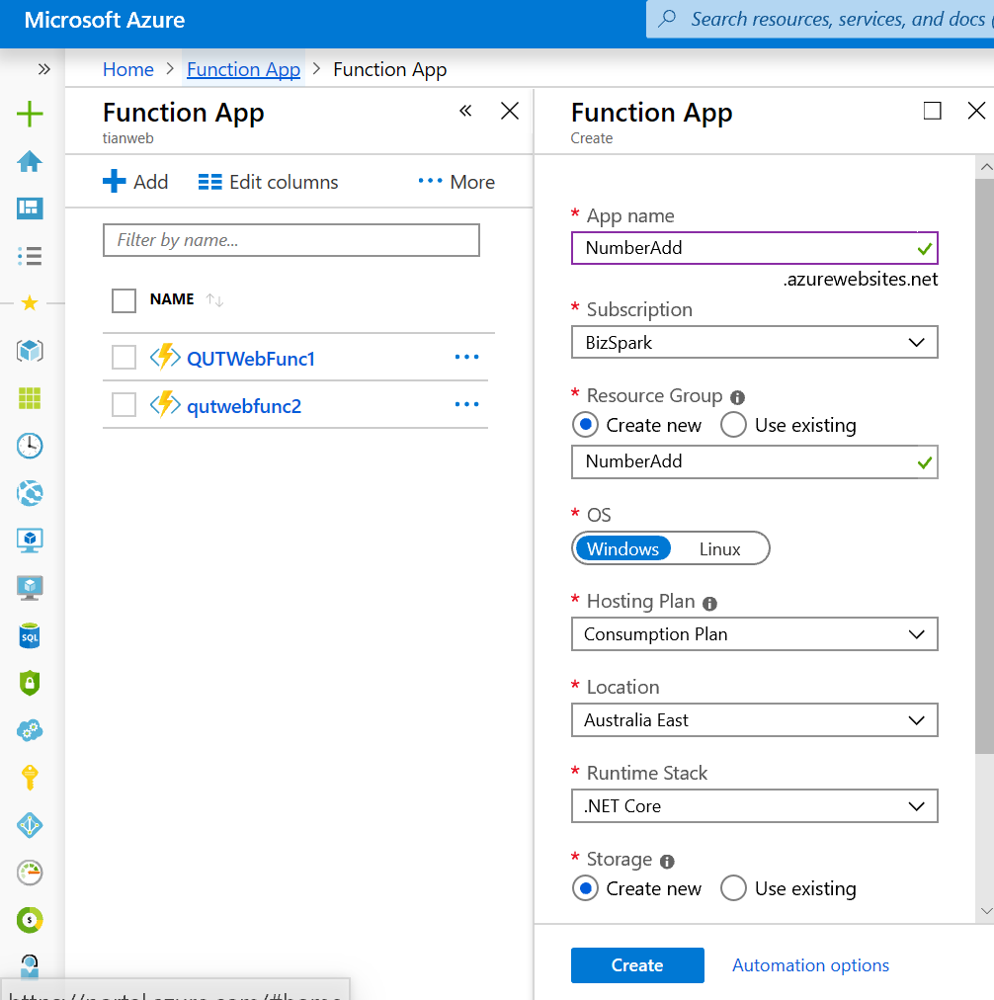 Microsoft Azure
Search resources, services, and docs (
Home > Function App > Function App
Function App
tianweb
Add
Edit columns
More
Filter by name...
NAME
QUTWebFunc1
qutwebfunc2
Function App
Create
* App name
NumberAdd
.azurewebsites.net
* Subscription
BizSpark
* Resource Group
Create new
Use existing
NumberAdd
* OS
Windows
Linux
* Hosting Plan
Consumption Plan
* Location
Australia East
* Runtime Stack
.NET Core
* Storage
Create new
Use existing
Create
Automation options
SQL
https://portal.azure.com/#home